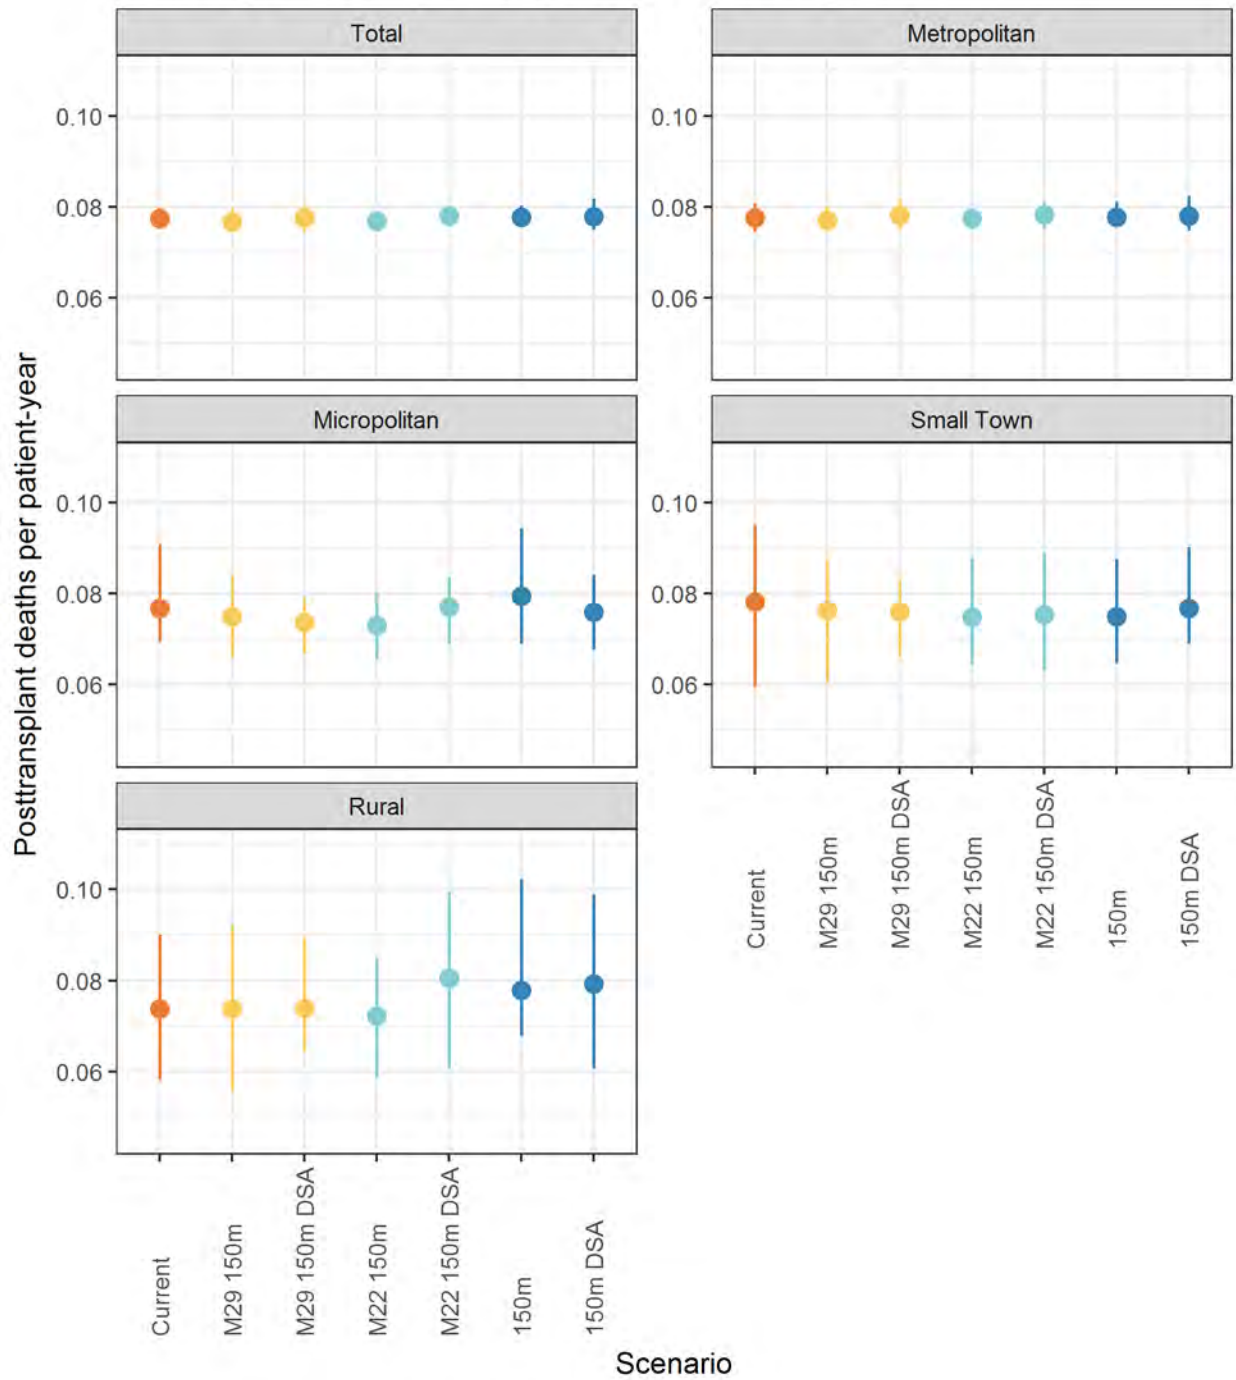 Total
Metropolitan
0.10
0.08
0.06
0.10
0.08
0.06
Micropolitan
Small Town
0.10
0.08
0.06
0.10
0.08
0.06
Rural
0.10
0.08
0.06
Current
M29 150m
M29 150m DSA
M22 150m
M22 150m DSA
150m
150m DSA
Current
M29 150m
M29 150m DSA
M22 150m
M22 150m DSA
150m
150m DSA
Posttransplant deaths per patient-year
Scenario